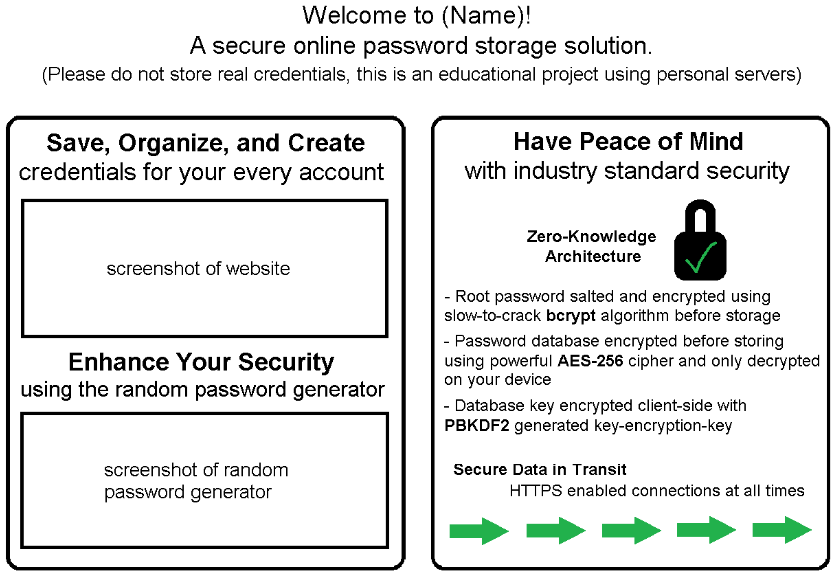 Welcome to (Name)!
A secure online password storage solution.
(Please do not store real credentials, this is an educational project using personal servers)
Save, Organize, and Create
credentials for your every account
screenshot of website
Enhance Your Security
using the random password generator
screenshot of random
password generator
Have Peace of Mind
with industry standard security
Zero-Knowledge
Architecture
- Root password salted and encrypted using
slow-to-crack bcrypt algorithm before storage
- Password database encrypted before storing
using powerful AES-256 cipher and only decrypted
on your device
- Database key encrypted client-side with
PBKDF2 generated key-encryption-key
Secure Data in Transit
HTTPS enabled connections at all times